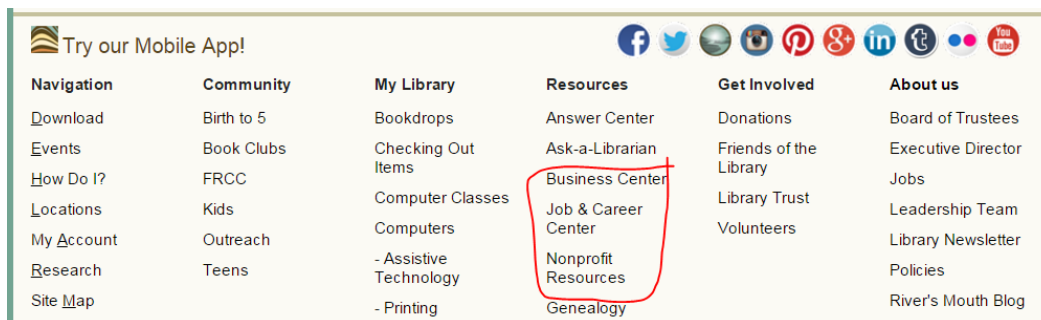 Try our Mobile App!
You
Tube
Navigation
Download
Events
How Do I?
Locations
My Account
Research
Site Map
Community
Birth to 5
Book Clubs
FRCC
Kids
Outreach
Teens
My Library
Bookdrops
Checking Out
Items
Computer Classes
Computers
- Assistive
Technology
- Printing
Resources
Answer Center
Ask-a-Librarian
Business Center
Job & Career
Center
Nonprofit
Resources
Genealogy
Get Involved
Donations
Friends of the
Library
Library Trust
Volunteers
About us
Board of Trustees
Executive Director
Jobs
Leadership Team
Library Newsletter
Policies
River's Mouth Blog